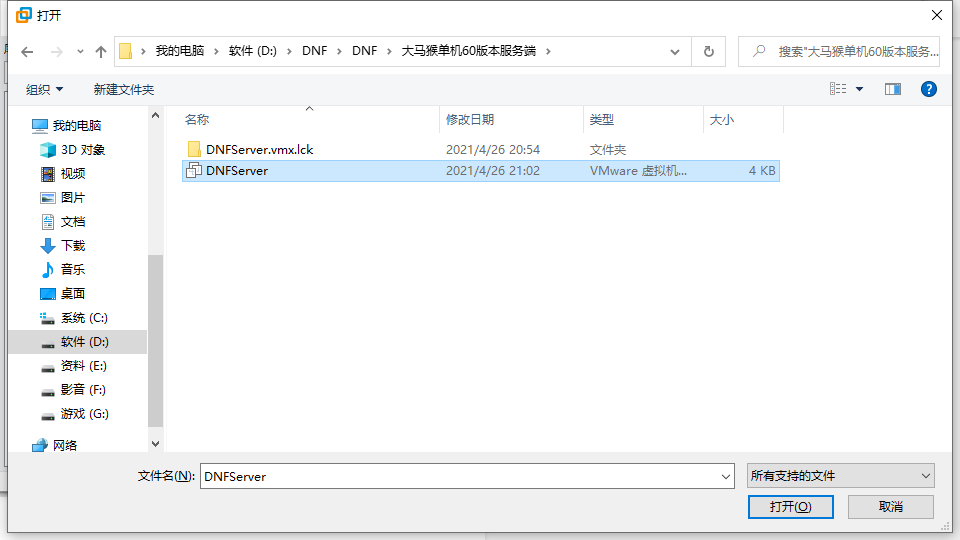 打开
我的电脑 › 软件 (D:) › DNF › DNF › 大马猴单机60版本服务端 ›
搜索"大马猴单机60版本服务...
组织 新建文件夹
名称 修改日期 类型 大小
DNFServer.vmx.lck 2021/4/26 20:54 文件夹
DNFServer 2021/4/26 21:02 VMware 虚拟机... 4 KB
我的电脑
3D 对象
视频
图片
文档
下载
音乐
桌面
系统 (C:)
软件 (D:)
资料 (E:)
影音 (F:)
游戏 (G:)
网络
文件名(N): DNFServer 所有支持的文件
打开(O) 取消